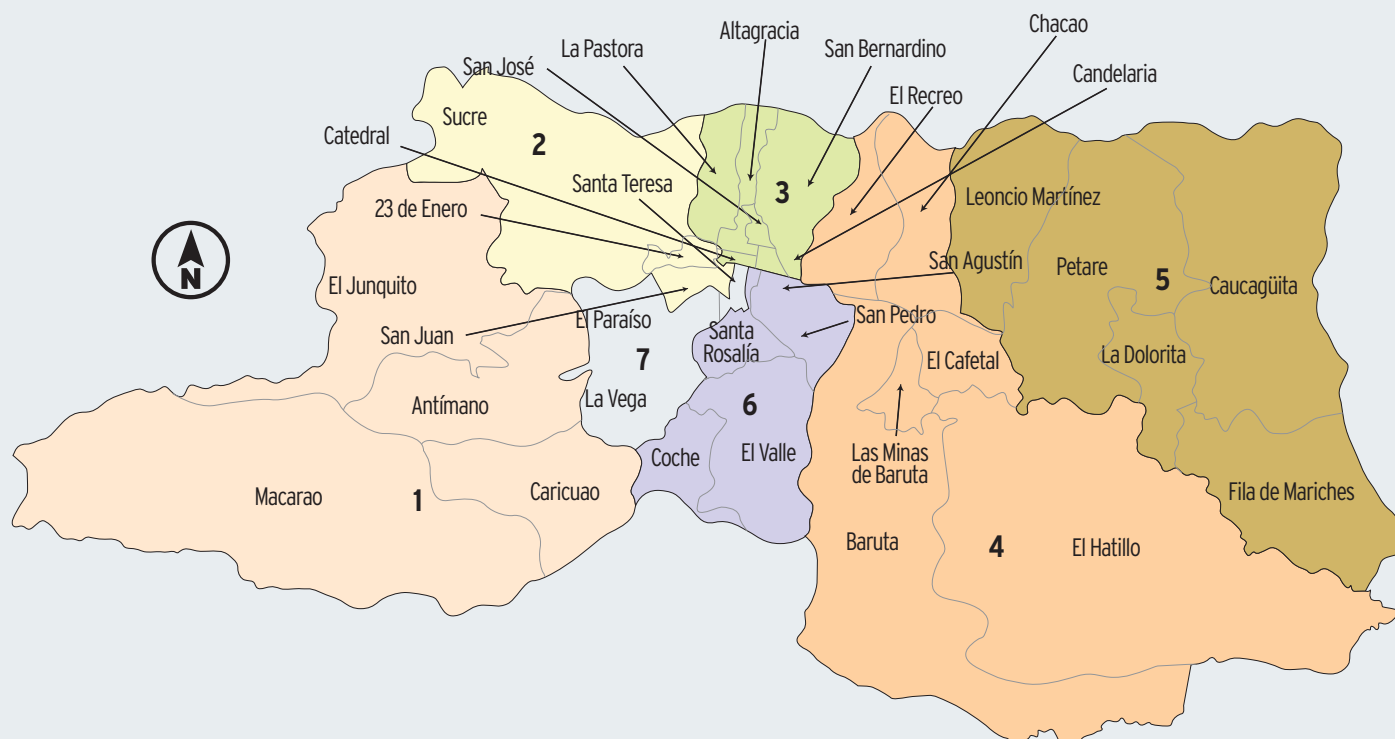 Chacao
Altagracia
La Pastora
San Bernardino
San José
Candelaria
El Recreo
Sucre
Catedral
2
Santa Teresa
3
Leoncio Martínez
23 de Enero
San Agustín
Petare
5
N
El Junquito
Caucagüita
San Pedro
El Paraíso
San Juan
Santa
Rosalía
7
El Cafetal
La Dolorita
La Vega
6
Antímano
Coche
El Valle
Las Minas
de Baruta
Macarao
1
Caricuao
Fila de Mariches
Baruta
4
El Hatillo